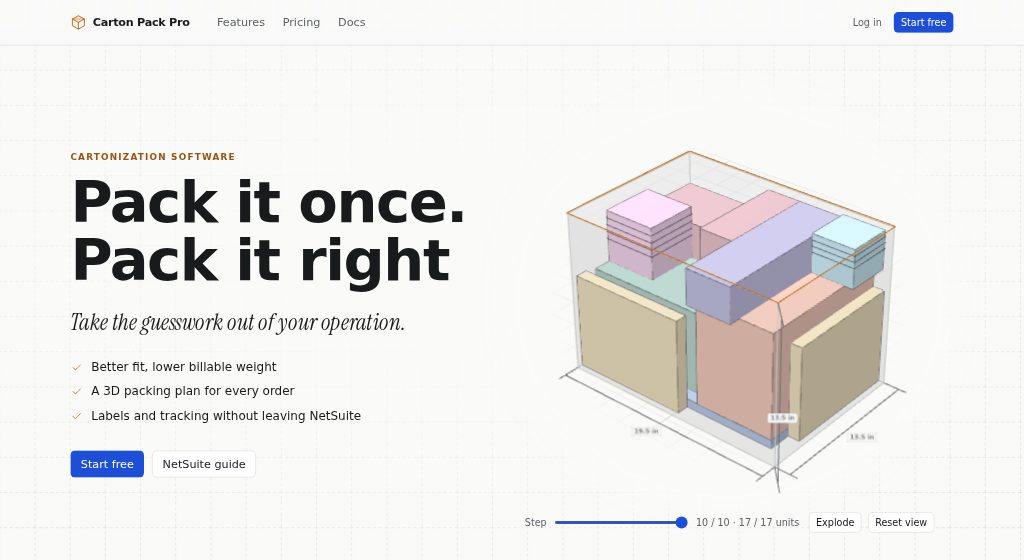 Carton Pack Pro Features Pricing Docs Log in Start free
CARTONIZATION SOFTWARE
Pack it once.
Pack it right
Take the guesswork out of your operation.
Better fit, lower billable weight
A 3D packing plan for every order
Labels and tracking without leaving NetSuite
Start free NetSuite guide
13.5 in
19.5 in
13.5 in
Step 10 / 10 · 17 / 17 units Explode Reset view